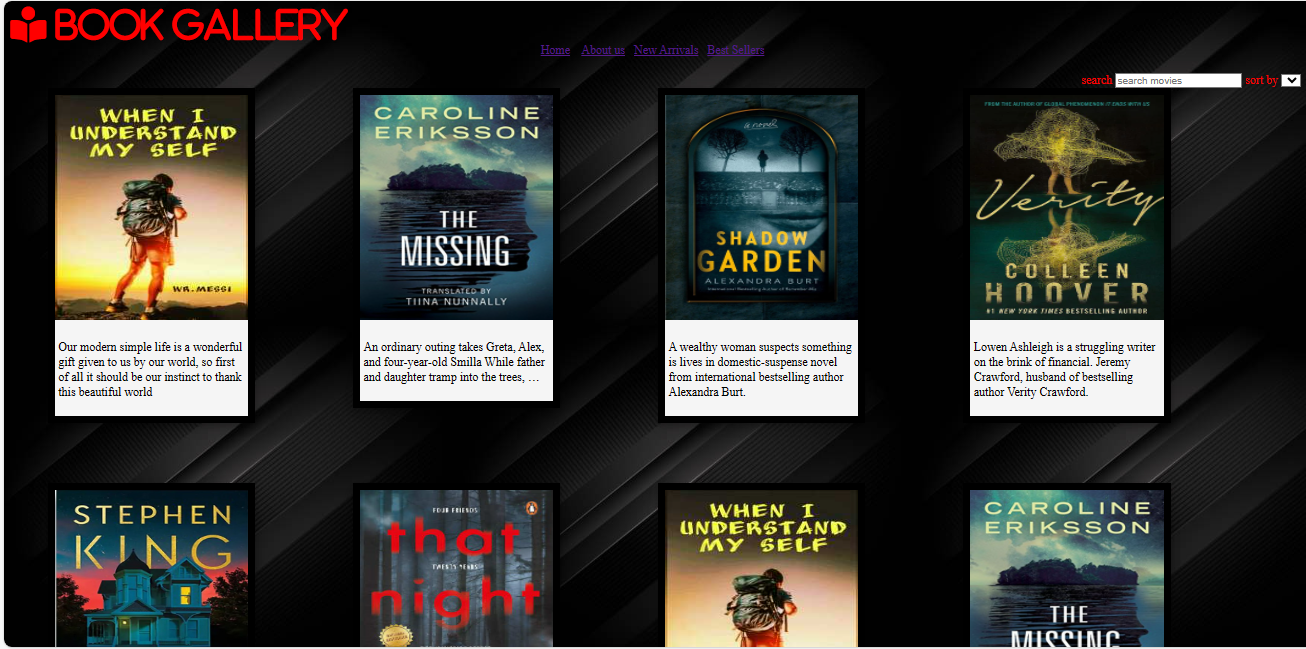 BOOK GALLERY
Home About us New Arrivals Best Sellers
search search movies sort by
WHEN I
UNDERSTAND
MY SELF
WR. MESSI
Our modern simple life is a wonderful
gift given to us by our world, so first
of all it should be our instinct to thank
this beautiful world
CAROLINE
ERIKSSON
THE
MISSING
TRANSLATED BY
TIINA NUNNALLY
An ordinary outing takes Greta, Alex,
and four-year-old Smilla While father
and daughter tramp into the trees, …
a novel
SHADOW
GARDEN
ALEXANDRA BURT
International Bestselling Author of Remember Mia
A wealthy woman suspects something
is lives in domestic-suspense novel
from international bestselling author
Alexandra Burt.
FROM THE AUTHOR OF GLOBAL PHENOMENON IT ENDS WITH US
Verity
COLLEEN
HOOVER
#1 NEW YORK TIMES BESTSELLING AUTHOR
Lowen Ashleigh is a struggling writer
on the brink of financial. Jeremy
Crawford, husband of bestselling
author Verity Crawford.
STEPHEN
KING
FOUR FRIENDS
that
TWENTY YEARS
night
WHEN I
UNDERSTAND
MY SELF
CAROLINE
ERIKSSON
THE
MISSING